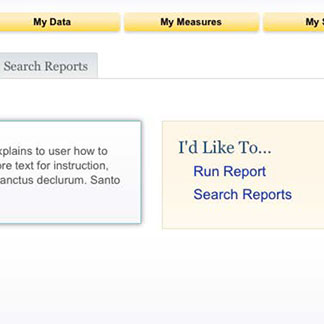 My Data My Measures My S
Search Reports
xplains to user how to
re text for instruction,
anctus declurum. Santo
I'd Like To...
Run Report
Search Reports